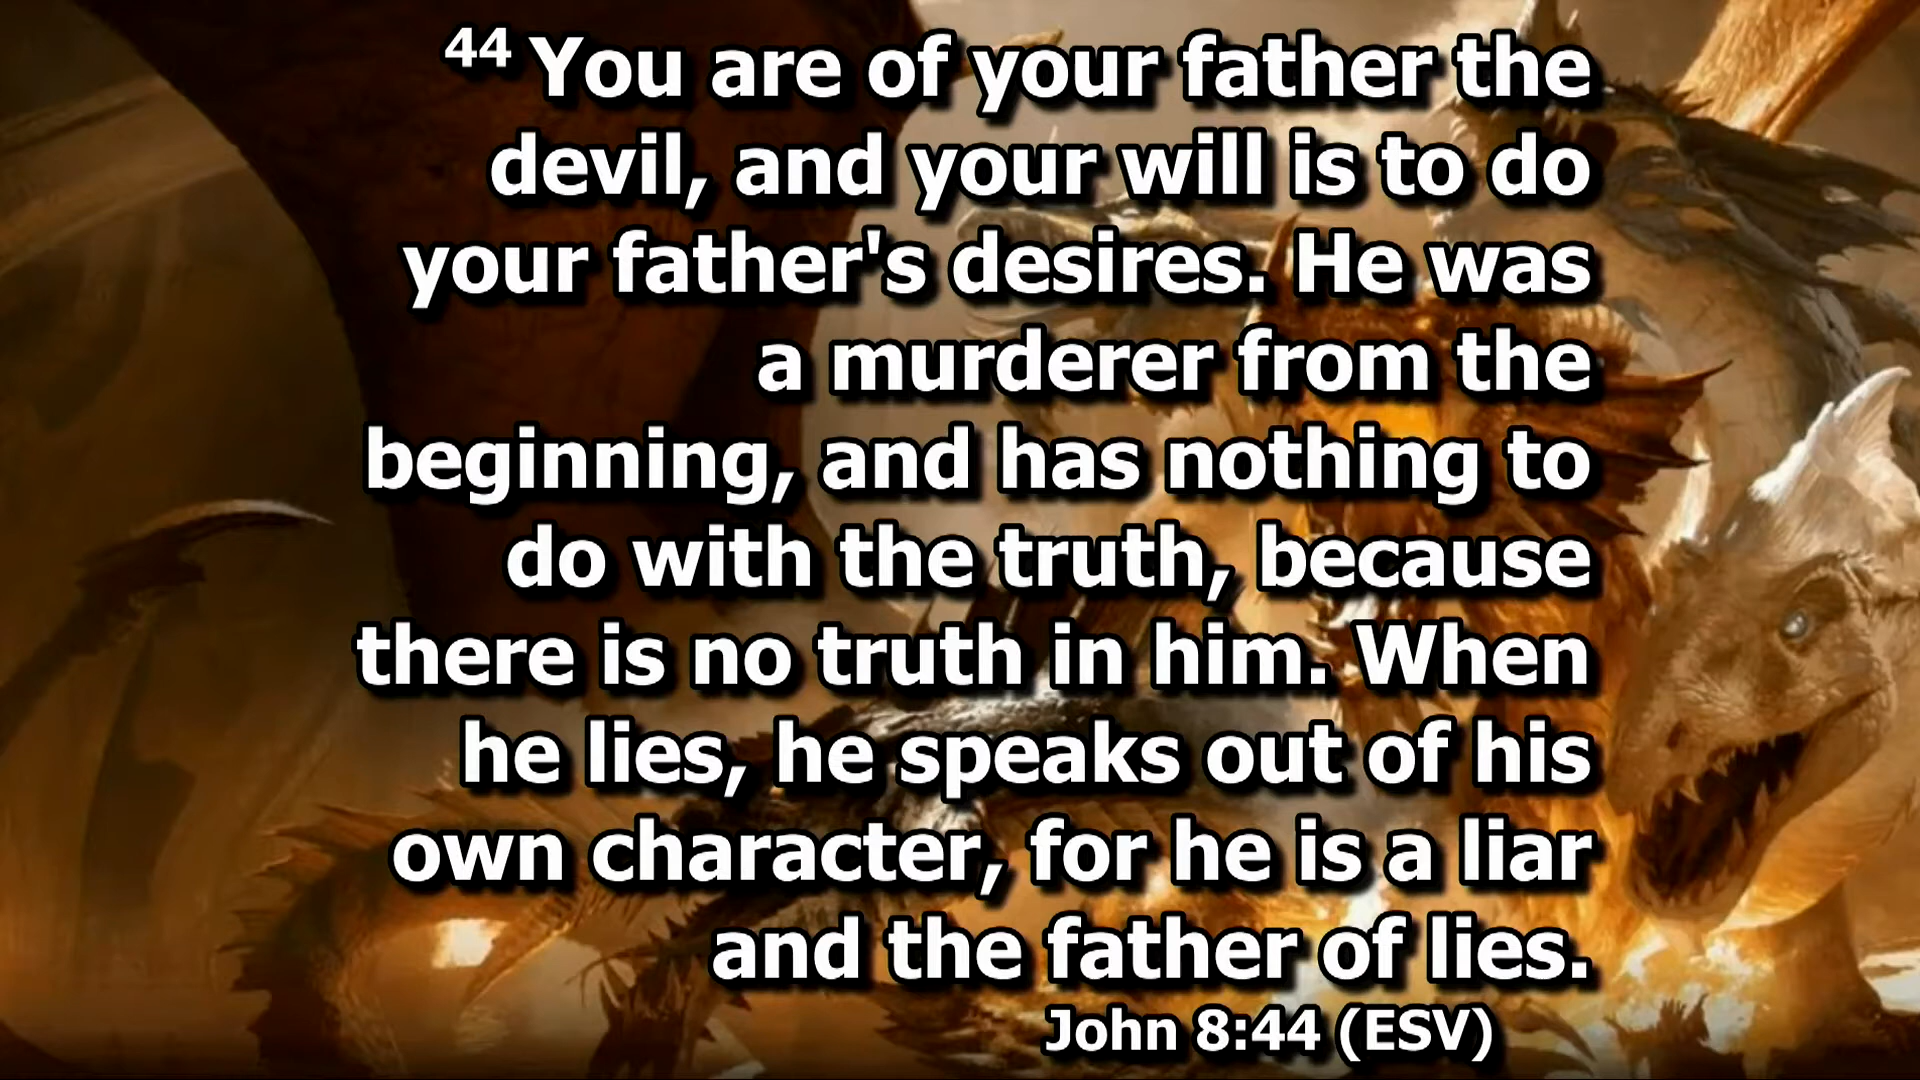 44 You are of your father the
devil, and your will is to do
your father's desires. He was
a murderer from the
beginning, and has nothing to
do with the truth, because
there is no truth in him. When
he lies, he speaks out of his
own character, for he is a liar
and the father of lies.
John 8:44 (ESV)